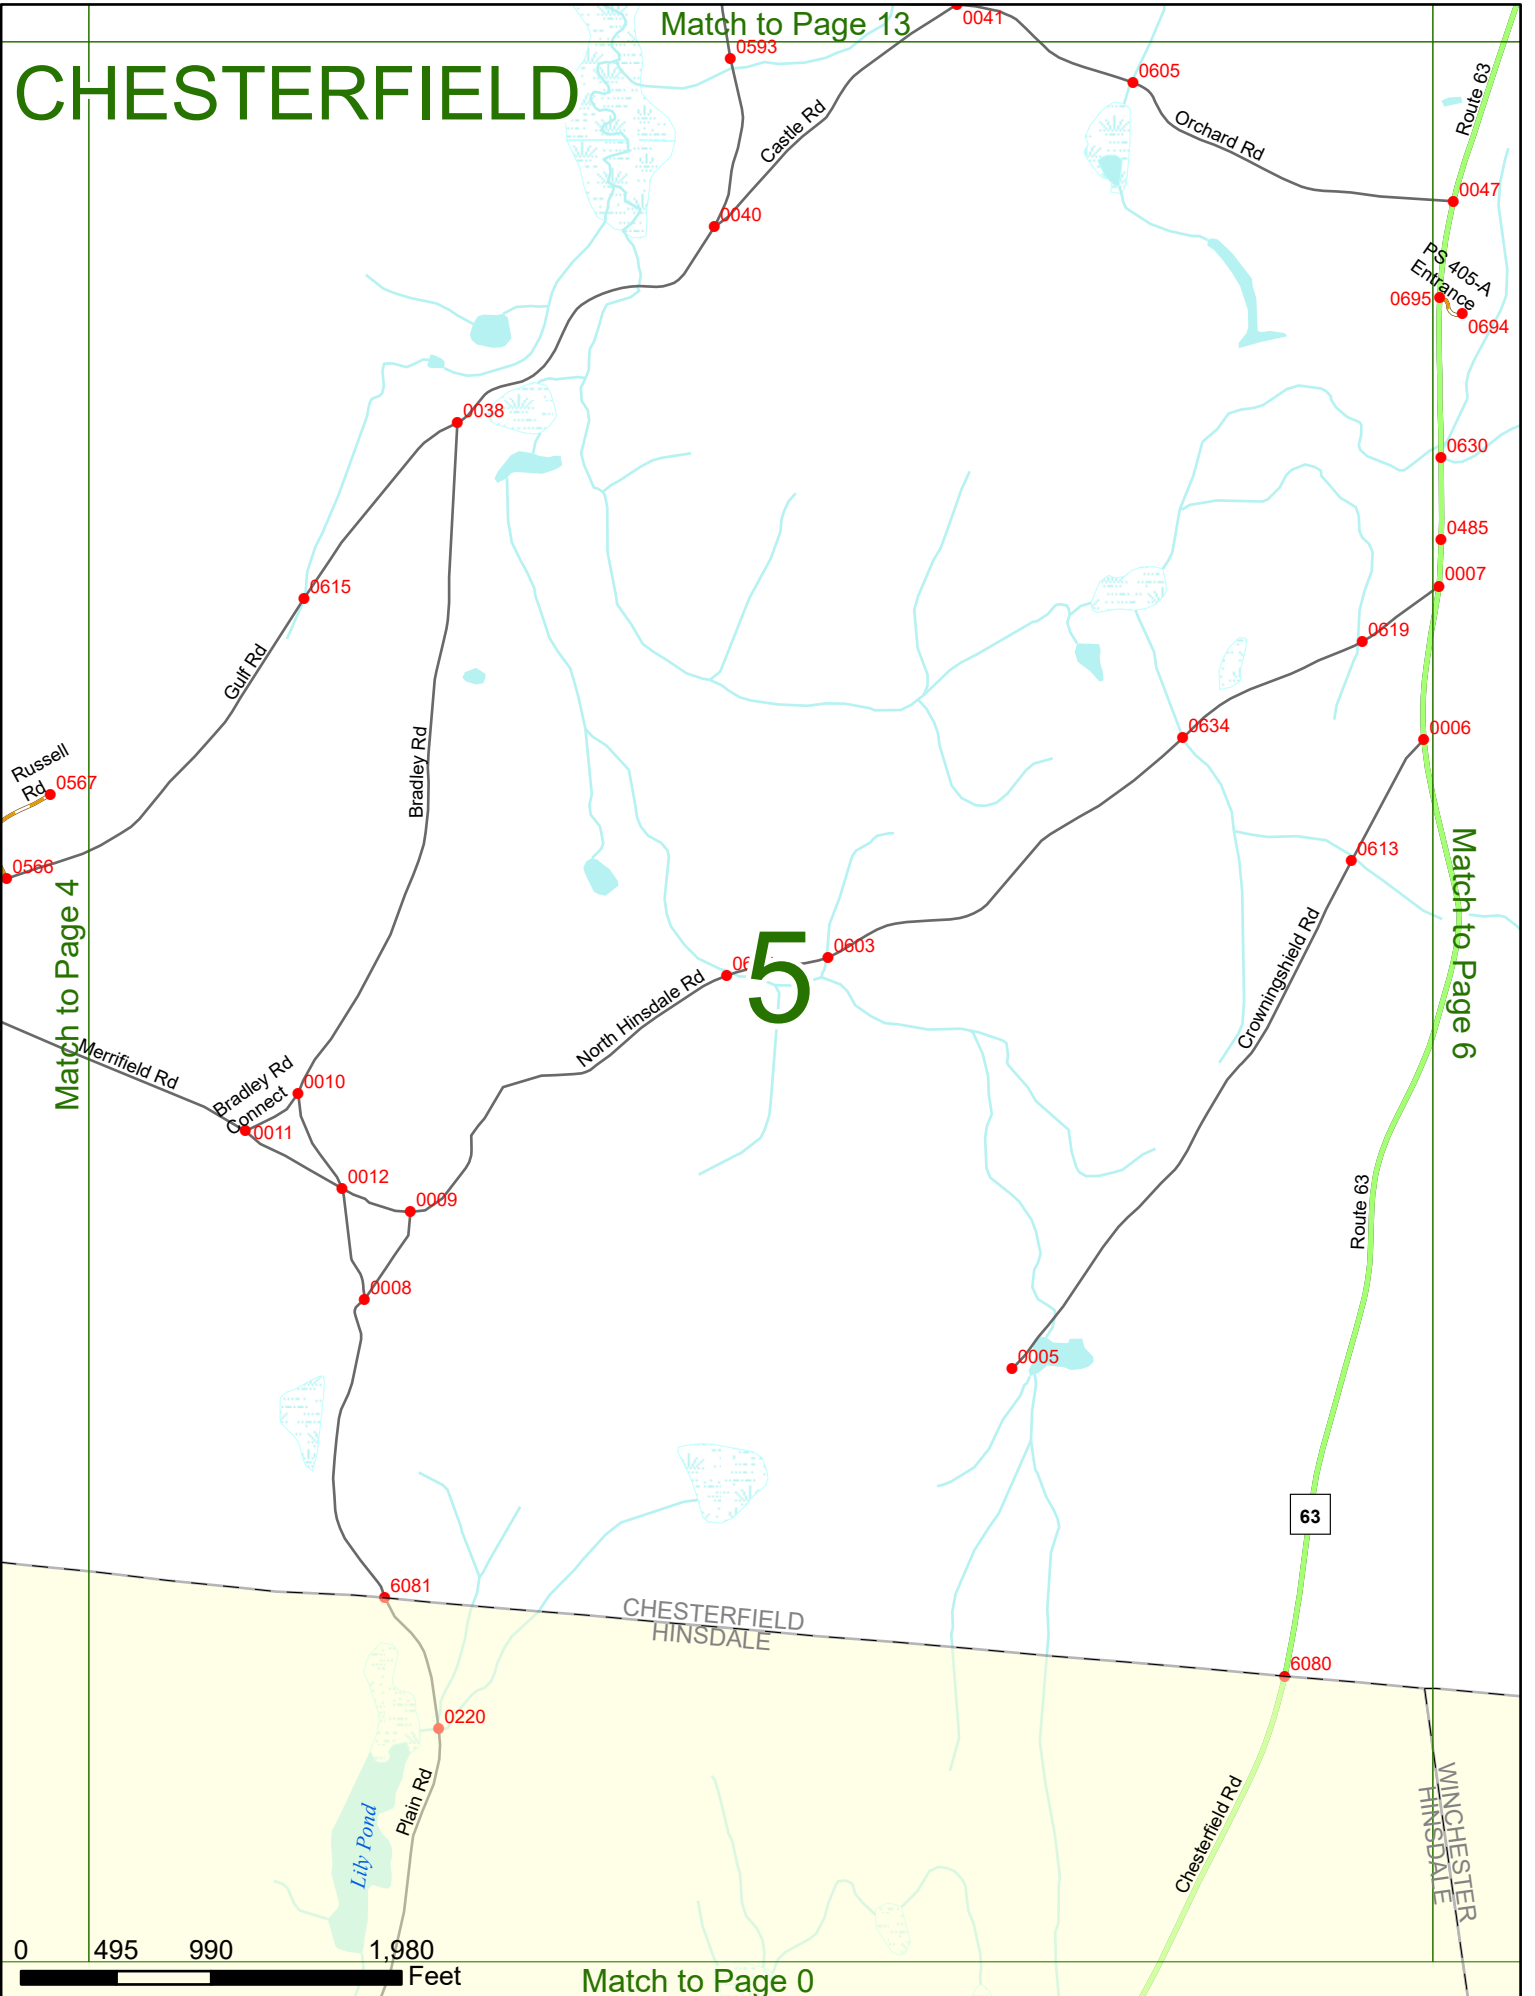 Match to Page 13
CHESTERFIELD
0041
0593
0605
Route 63
Castle Rd
Orchard Rd
0047
0040
PS 405-A
Entrance
0695
0694
0038
0630
0485
0007
0615
0619
Gulf Rd
0634
0006
Bradley Rd
Russell
Rd
0567
0566
0613
Match to Page 4
Match to Page 6
5
0603
Crowningshield Rd
North Hinsdale Rd
Merrifield Rd
Bradley Rd
Connect
0010
0011
0012
0009
Route 63
0008
0005
63
6081
CHESTERFIELD
HINSDALE
6080
0220
Plain Rd
Lily Pond
Chesterfield Rd
WINCHESTER
HINSDALE
0 495 990 1,980
Feet
Match to Page 0